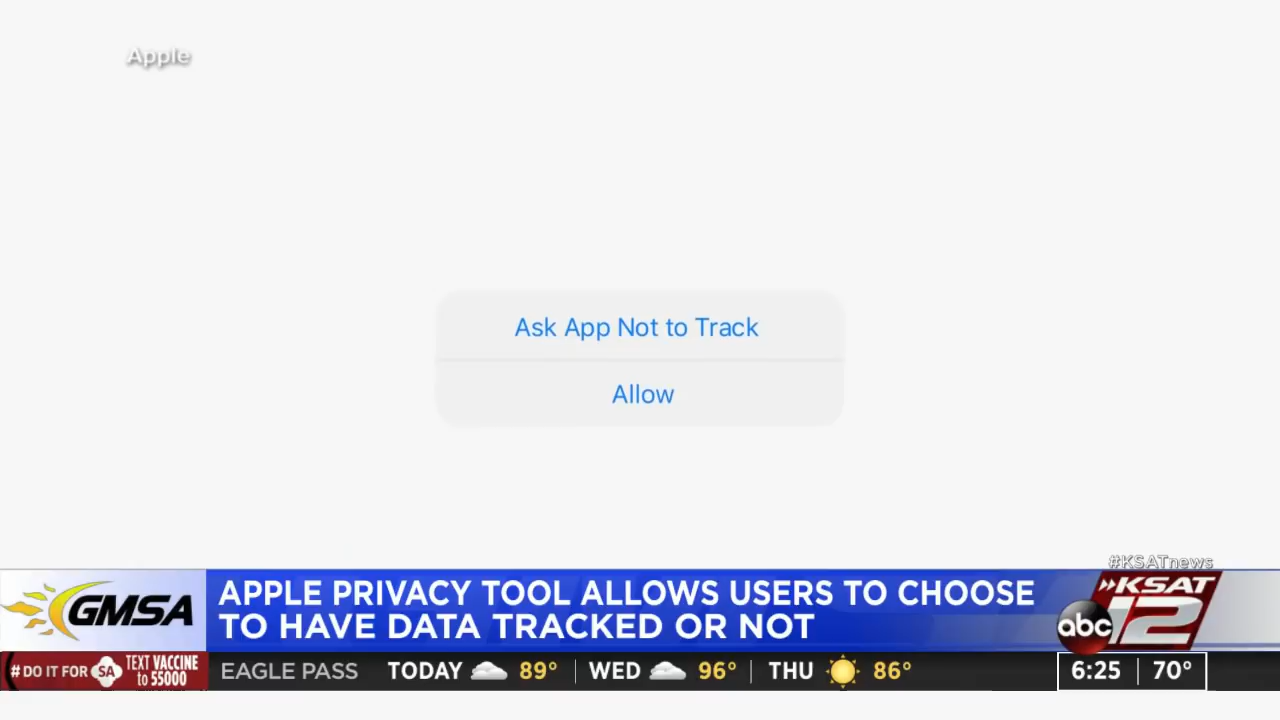 Apple
Ask App Not to Track
Allow
#KSATnews
GMSA
APPLE PRIVACY TOOL ALLOWS USERS TO CHOOSE
TO HAVE DATA TRACKED OR NOT
abc
KSAT
12
#DO IT FOR SA TEXT VACCINE
to 55000
EAGLE PASS TODAY 89° WED 96° THU 86° 6:25 70°